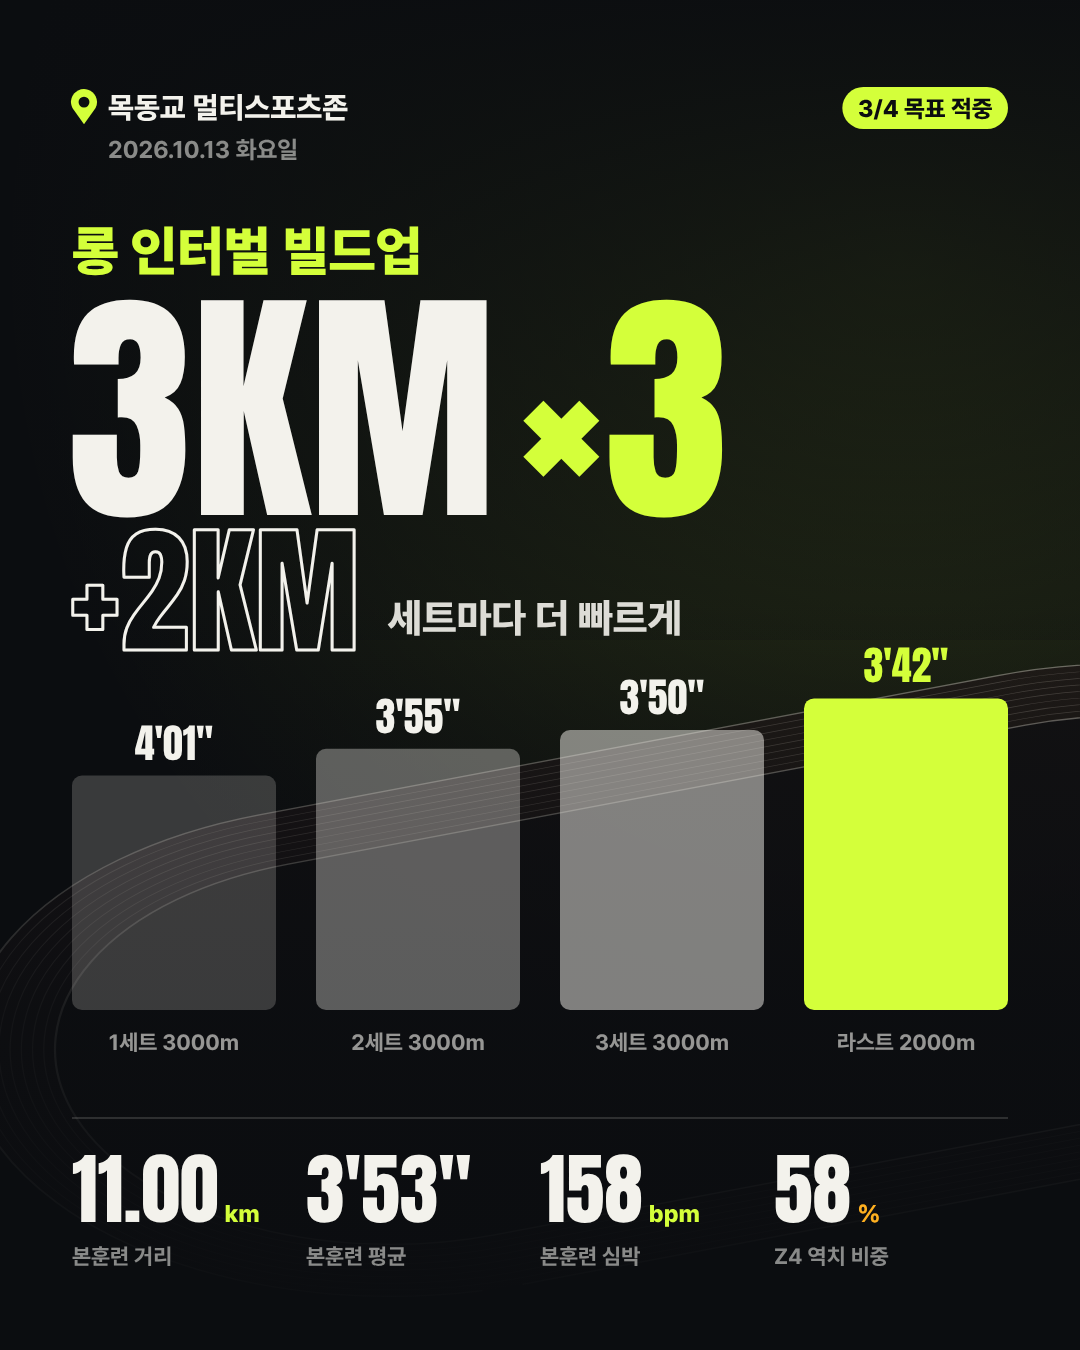 목동교 멀티스포츠존
3/4 목표 적중
2026.10.13 화요일
롱 인터벌 빌드업
3KM ×3
+2KM 세트마다 더 빠르게
4'01" 3'55" 3'50" 3'42"
1세트 3000m 2세트 3000m 3세트 3000m 라스트 2000m
11.00 km 3'53" 158 bpm 58 %
본훈련 거리 본훈련 평균 본훈련 심박 Z4 역치 비중